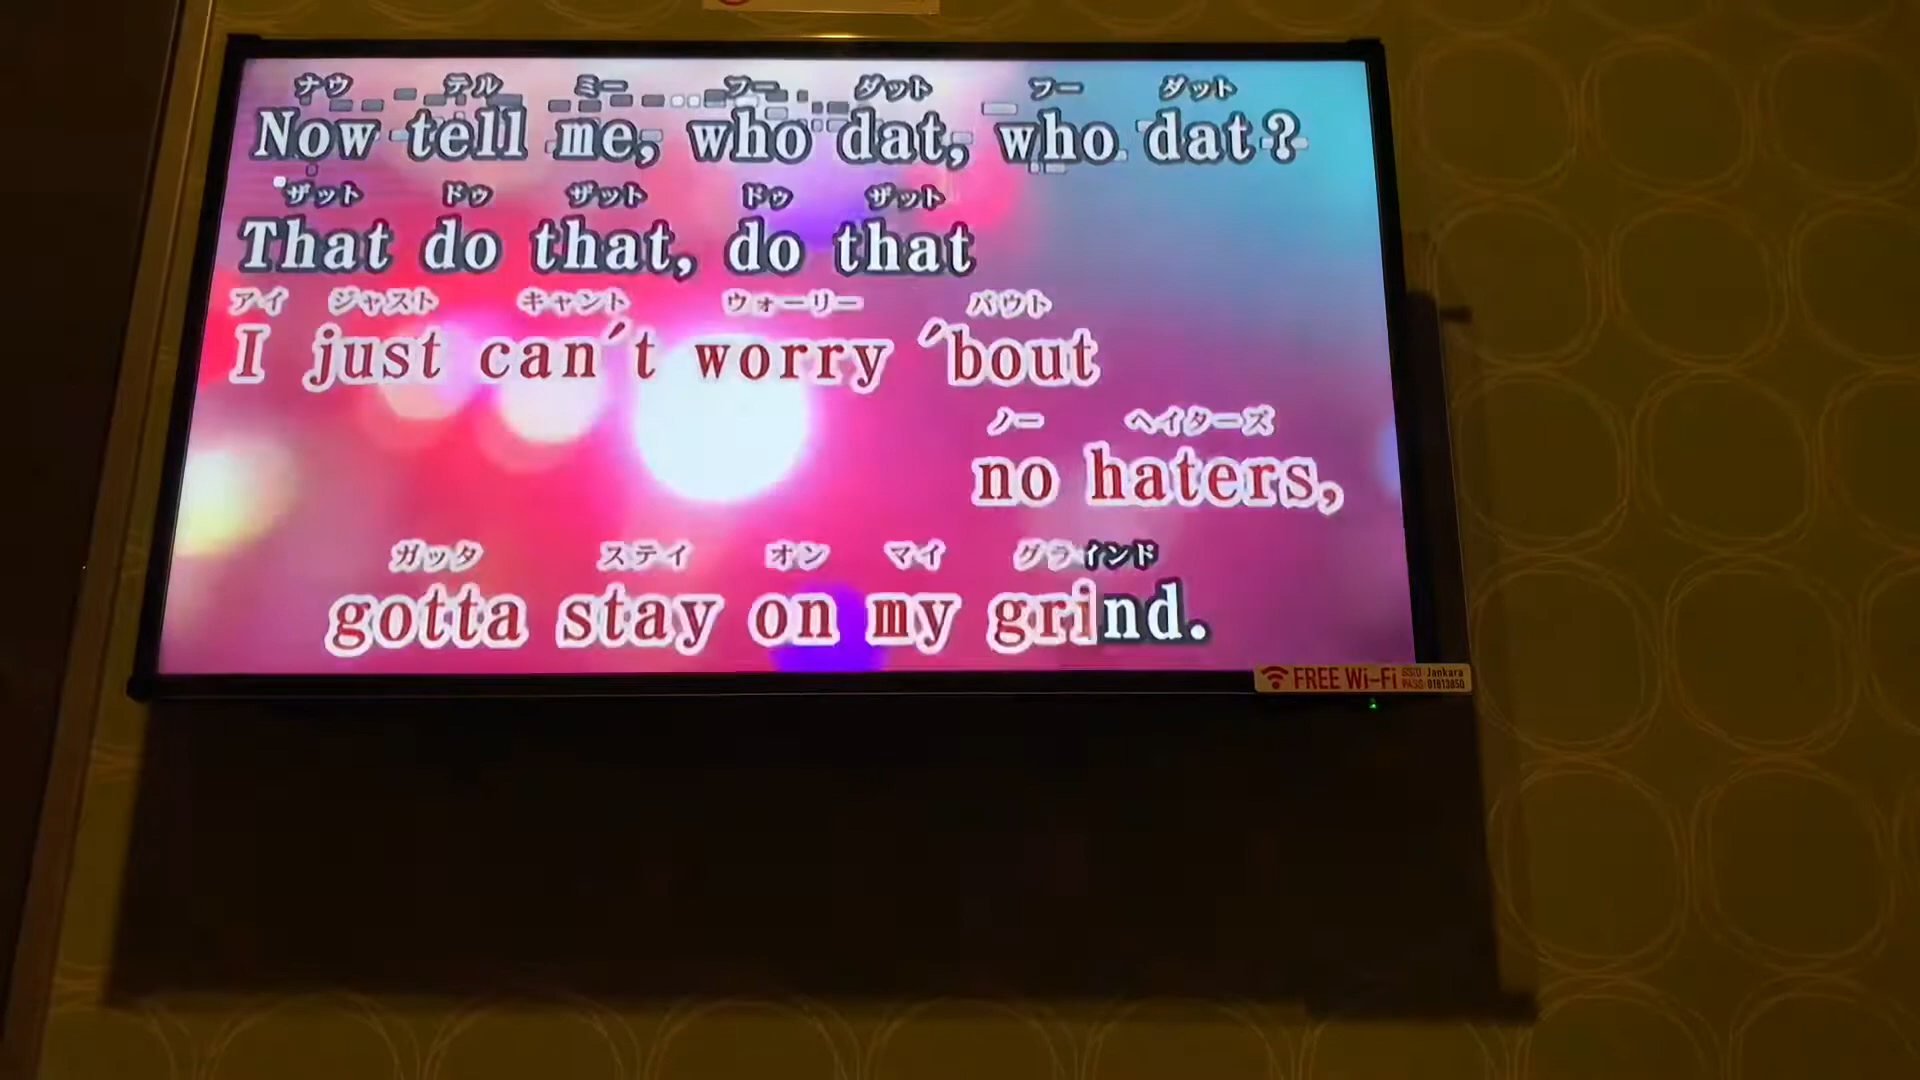 ナウ テル ミー フー ダット フー ダット
Now tell me, who dat, who dat?
ザット ドゥ ザット ドゥ ザット
That do that, do that
アイ ジャスト キャント ウォーリー バウト
I just can't worry 'bout
ノー ヘイターズ
no haters,
ガッタ ステイ オン マイ グラインド
gotta stay on my grind.
FREE Wi-Fi
SSID:Jankara
PASS:01013850